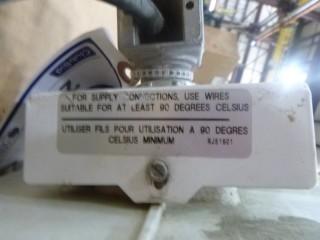 FOR SUPPLY CONNECTIONS, USE WIRES
SUITABLE FOR AT LEAST 90 DEGREES CELSIUS
UTILISER FILS POUR UTILISATION A 90 DEGRES
CELSIUS MINIMUM